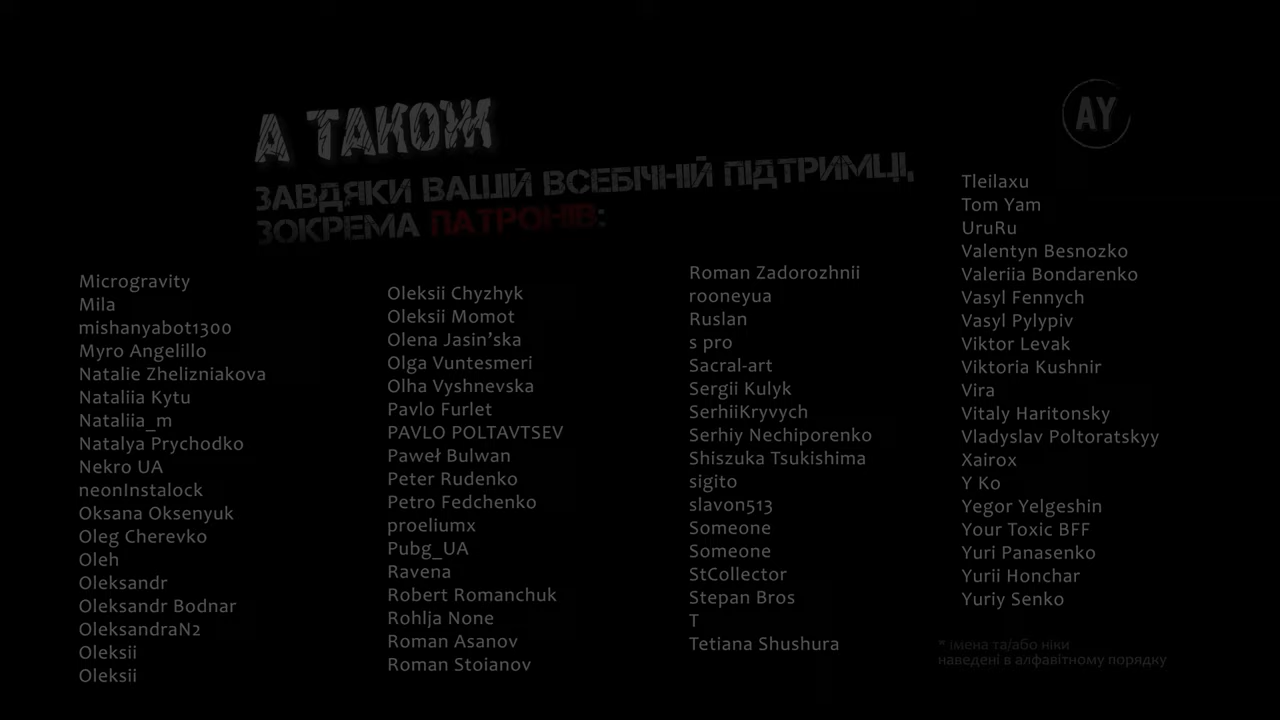 А ТАКОЖ
ЗАВДЯКИ ВАШІЙ ВСЕБІЧНІЙ ПІДТРИМЦІ,
ЗОКРЕМА ПАТРОНІВ:
AY
Microgravity
Mila
mishanyabot1300
Myro Angelillo
Natalie Zhelizniakova
Nataliia Kytu
Nataliia_m
Natalya Prychodko
Nekro UA
neonInstalock
Oksana Oksenyuk
Oleg Cherevko
Oleh
Oleksandr
Oleksandr Bodnar
OleksandraN2
Oleksii
Oleksii
Oleksii Chyzhyk
Oleksii Momot
Olena Jasin’ska
Olga Vuntesmeri
Olha Vyshnevska
Pavlo Furlet
PAVLO POLTAVTSEV
Paweł Bulwan
Peter Rudenko
Petro Fedchenko
proeliumx
Pubg_UA
Ravena
Robert Romanchuk
Rohlja None
Roman Asanov
Roman Stoianov
Roman Zadorozhnii
rooneyua
Ruslan
s pro
Sacral-art
Sergii Kulyk
SerhiiKryvych
Serhiy Nechiporenko
Shiszuka Tsukishima
sigito
slavon513
Someone
Someone
StCollector
Stepan Bros
T
Tetiana Shushura
Tleilaxu
Tom Yam
UruRu
Valentyn Besnozko
Valeriia Bondarenko
Vasyl Fennych
Vasyl Pylypiv
Viktor Levak
Viktoria Kushnir
Vira
Vitaly Haritonsky
Vladyslav Poltoratskyy
Xairox
Y Ko
Yegor Yelgeshin
Your Toxic BFF
Yuri Panasenko
Yurii Honchar
Yuriy Senko
* імена та/або ніки
наведені в алфавітному порядку